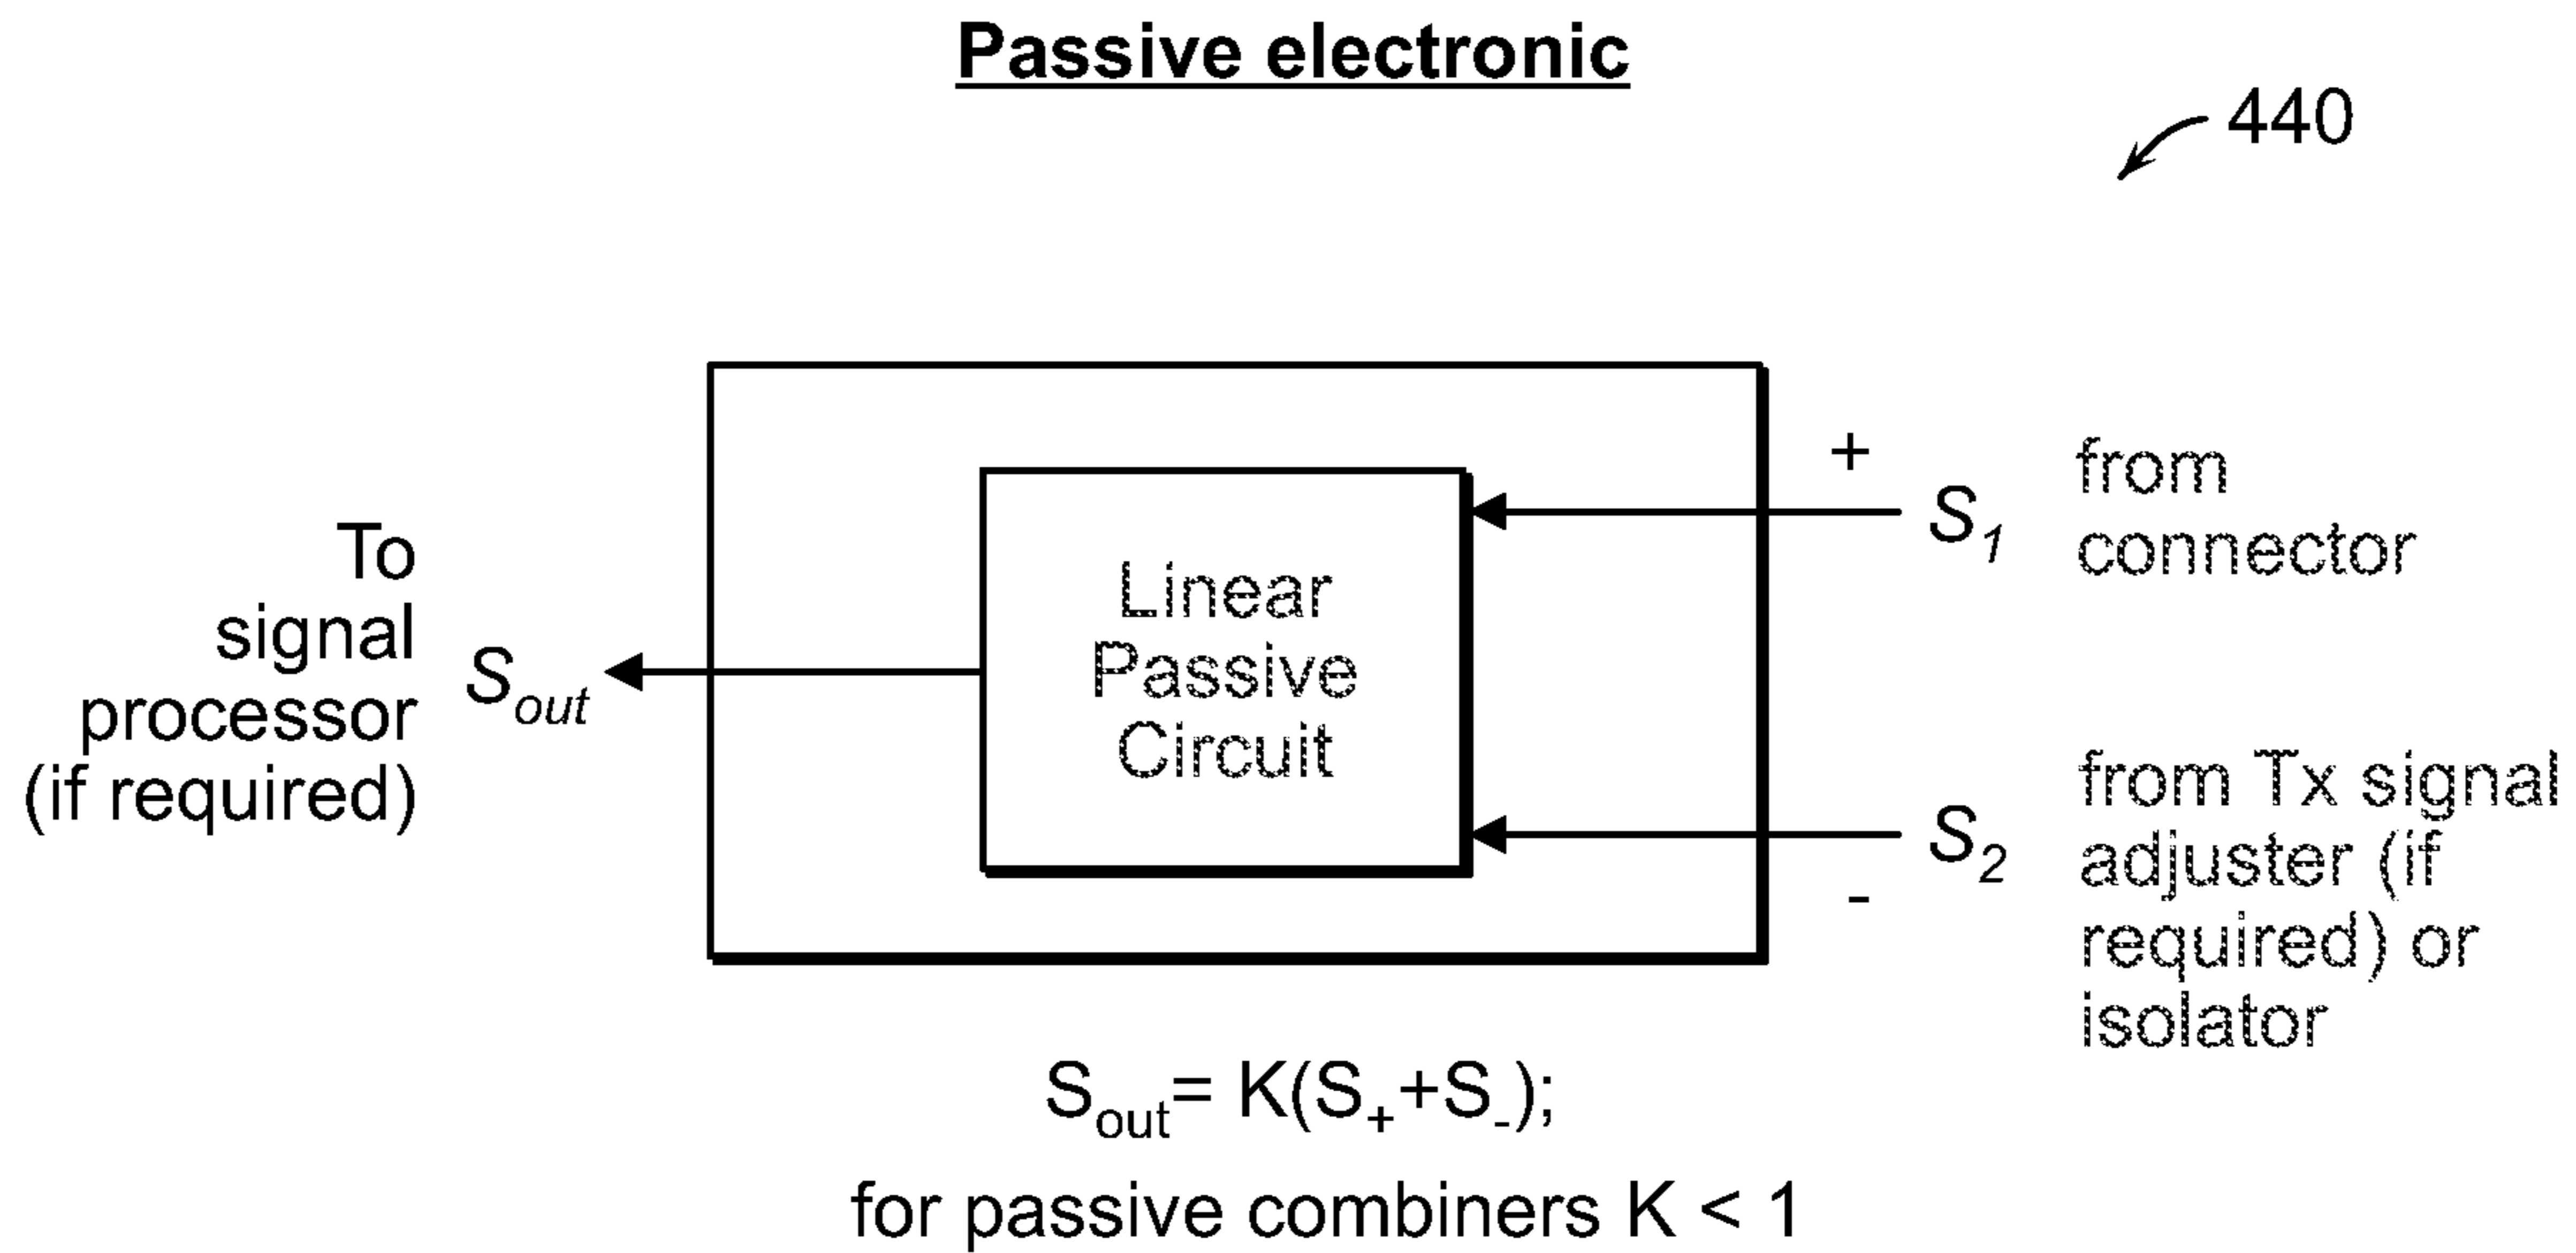 Passive electronic
440
+
S1
from
connector
To
signal
processor
(if required)
Sout
Linear
Passive
Circuit
S2
-
from Tx signal
adjuster (if
required) or
isolator
Sout= K(S++S-);
for passive combiners K < 1